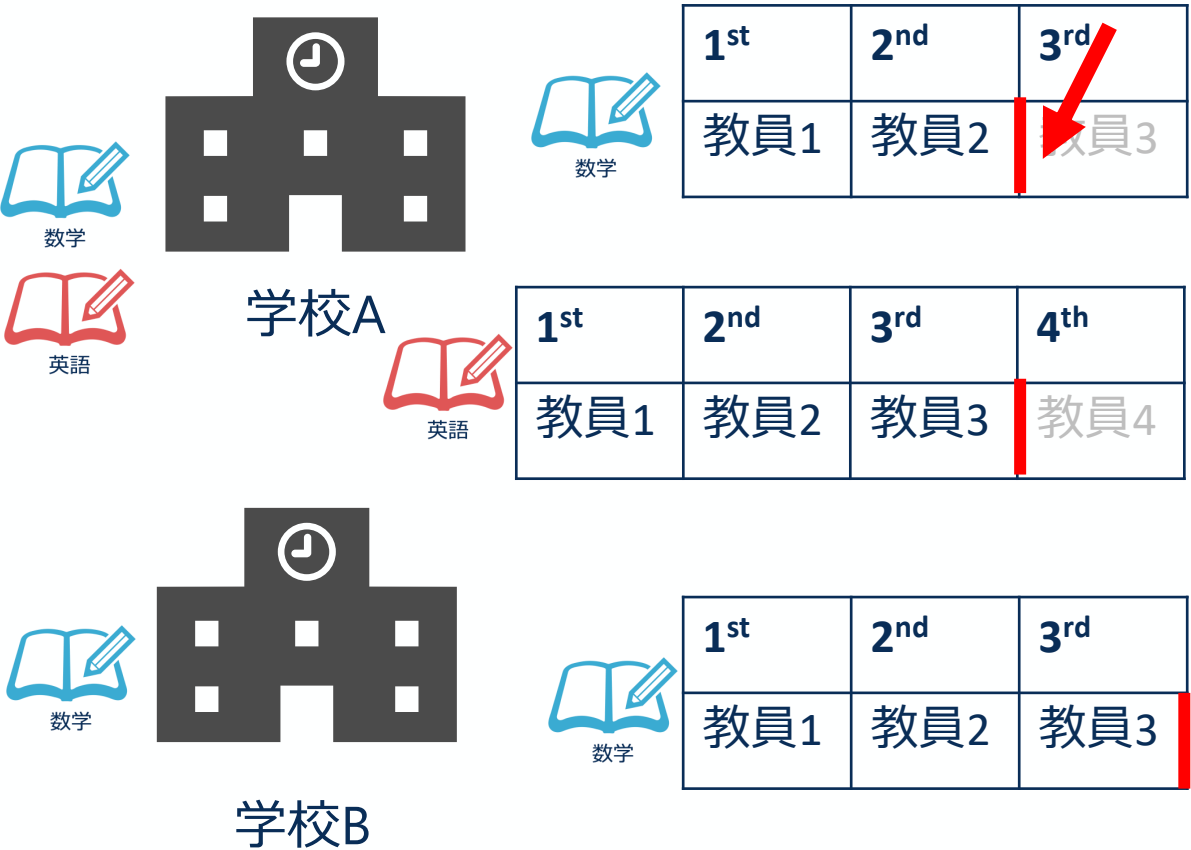 数学
英語
学校A
数学
1st 2nd 3rd
教員1 教員2 教員3
英語
1st 2nd 3rd 4th
教員1 教員2 教員3 教員4
数学
学校B
数学
1st 2nd 3rd
教員1 教員2 教員3